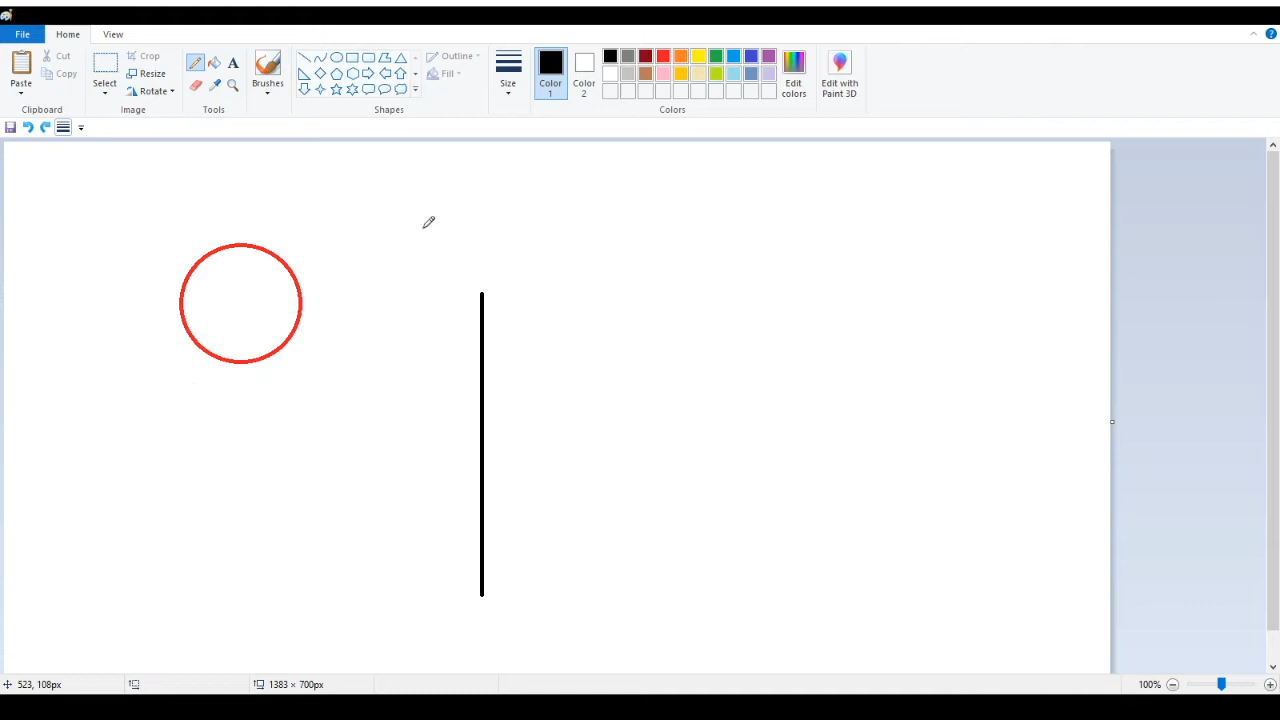 File Home View
Paste
Cut
Copy
Clipboard
Select
Crop
Resize
Rotate
Image
A
Tools
Brushes
Outline
Fill
Shapes
Size
Color
1
Color
2
Edit
colors
Colors
Edit with
Paint 3D
523, 108px 1383 × 700px 100%